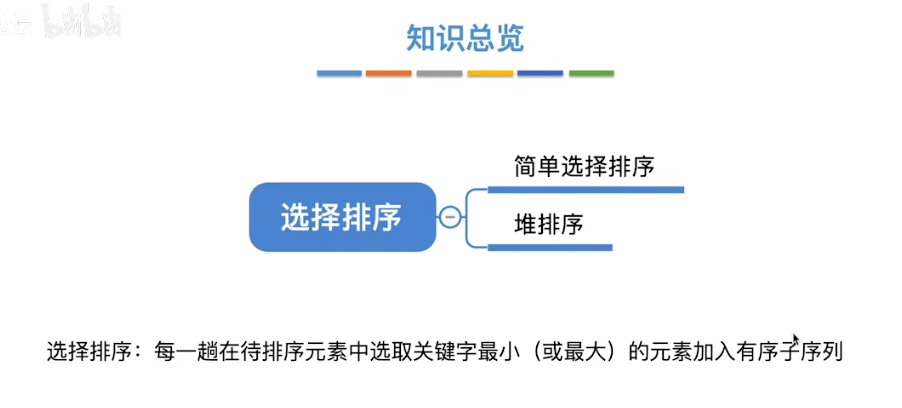 bilibili
知识总览
选择排序
简单选择排序
堆排序
选择排序：每一趟在待排序元素中选取关键字最小（或最大）的元素加入有序子序列